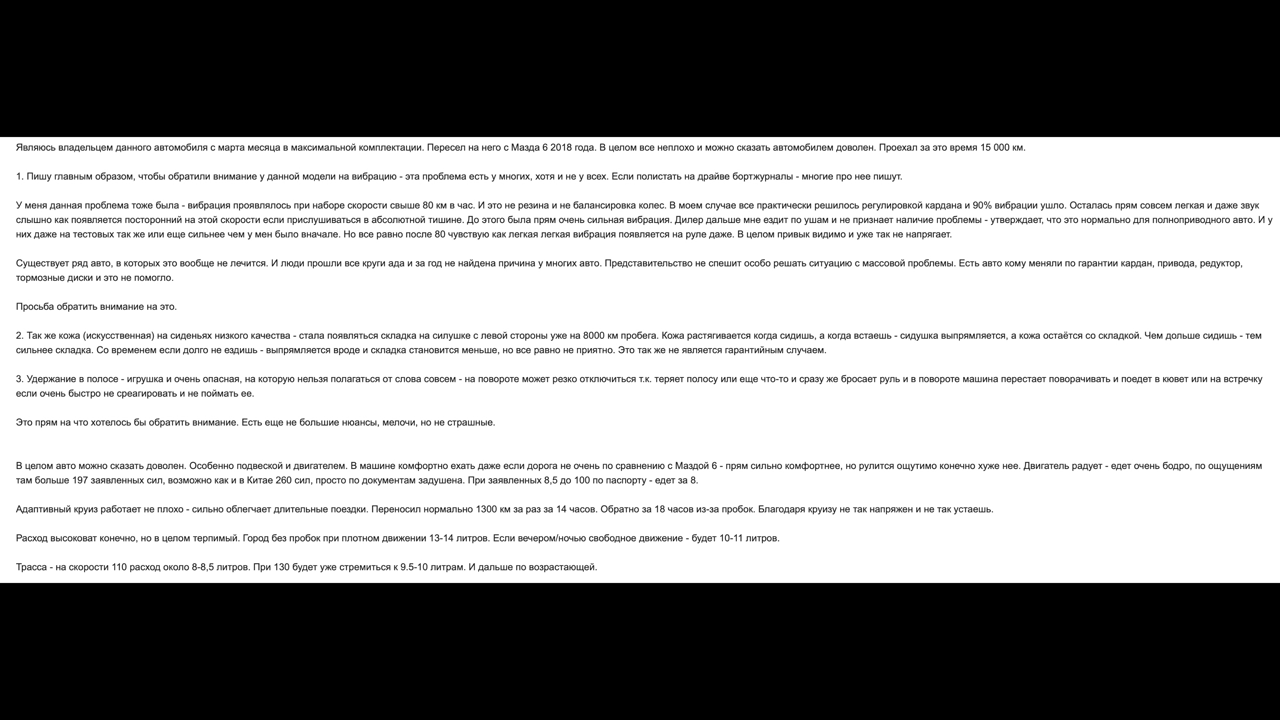 Являюсь владельцем данного автомобиля с марта месяца в максимальной комплектации. Пересел на него с Мазда 6 2018 года. В целом все неплохо и можно сказать автомобилем доволен. Проехал за это время 15 000 км.
1. Пишу главным образом, чтобы обратили внимание у данной модели на вибрацию - эта проблема есть у многих, хотя и не у всех. Если полистать на драйве бортжурналы - многие про нее пишут.
У меня данная проблема тоже была - вибрация проявлялось при наборе скорости свыше 80 км в час. И это не резина и не балансировка колес. В моем случае все практически решилось регулировкой кардана и 90% вибрации ушло. Осталась прям совсем легкая и даже звук
слышно как появляется посторонний на этой скорости если прислушиваться в абсолютной тишине. До этого была прям очень сильная вибрация. Дилер дальше мне ездит по ушам и не признает наличие проблемы - утверждает, что это нормально для полноприводного авто. И у
них даже на тестовых так же или еще сильнее чем у мен было вначале. Но все равно после 80 чувствую как легкая легкая вибрация появляется на руле даже. В целом привык видимо и уже так не напрягает.
Существует ряд авто, в которых это вообще не лечится. И люди прошли все круги ада и за год не найдена причина у многих авто. Представительство не спешит особо решать ситуацию с массовой проблемы. Есть авто кому меняли по гарантии кардан, привода, редуктор,
тормозные диски и это не помогло.
Просьба обратить внимание на это.
2. Так же кожа (искусственная) на сиденьях низкого качества - стала появляться складка на силушке с левой стороны уже на 8000 км пробега. Кожа растягивается когда сидишь, а когда встаешь - сидушка выпрямляется, а кожа остаётся со складкой. Чем дольше сидишь - тем
сильнее складка. Со временем если долго не ездишь - выпрямляется вроде и складка становится меньше, но все равно не приятно. Это так же не является гарантийным случаем.
3. Удержание в полосе - игрушка и очень опасная, на которую нельзя полагаться от слова совсем - на повороте может резко отключиться т.к. теряет полосу или еще что-то и сразу же бросает руль и в повороте машина перестает поворачивать и поедет в кювет или на встречку
если очень быстро не среагировать и не поймать ее.
Это прям на что хотелось бы обратить внимание. Есть еще не большие нюансы, мелочи, но не страшные.
В целом авто можно сказать доволен. Особенно подвеской и двигателем. В машине комфортно ехать даже если дорога не очень по сравнению с Маздой 6 - прям сильно комфортнее, но рулится ощутимо конечно хуже нее. Двигатель радует - едет очень бодро, по ощущениям
там больше 197 заявленных сил, возможно как и в Китае 260 сил, просто по документам задушена. При заявленных 8,5 до 100 по паспорту - едет за 8.
Адаптивный круиз работает не плохо - сильно облегчает длительные поездки. Переносил нормально 1300 км за раз за 14 часов. Обратно за 18 часов из-за пробок. Благодаря круизу не так напряжен и не так устаешь.
Расход высоковат конечно, но в целом терпимый. Город без пробок при плотном движении 13-14 литров. Если вечером/ночью свободное движение - будет 10-11 литров.
Трасса - на скорости 110 расход около 8-8,5 литров. При 130 будет уже стремиться к 9.5-10 литрам. И дальше по возрастающей.